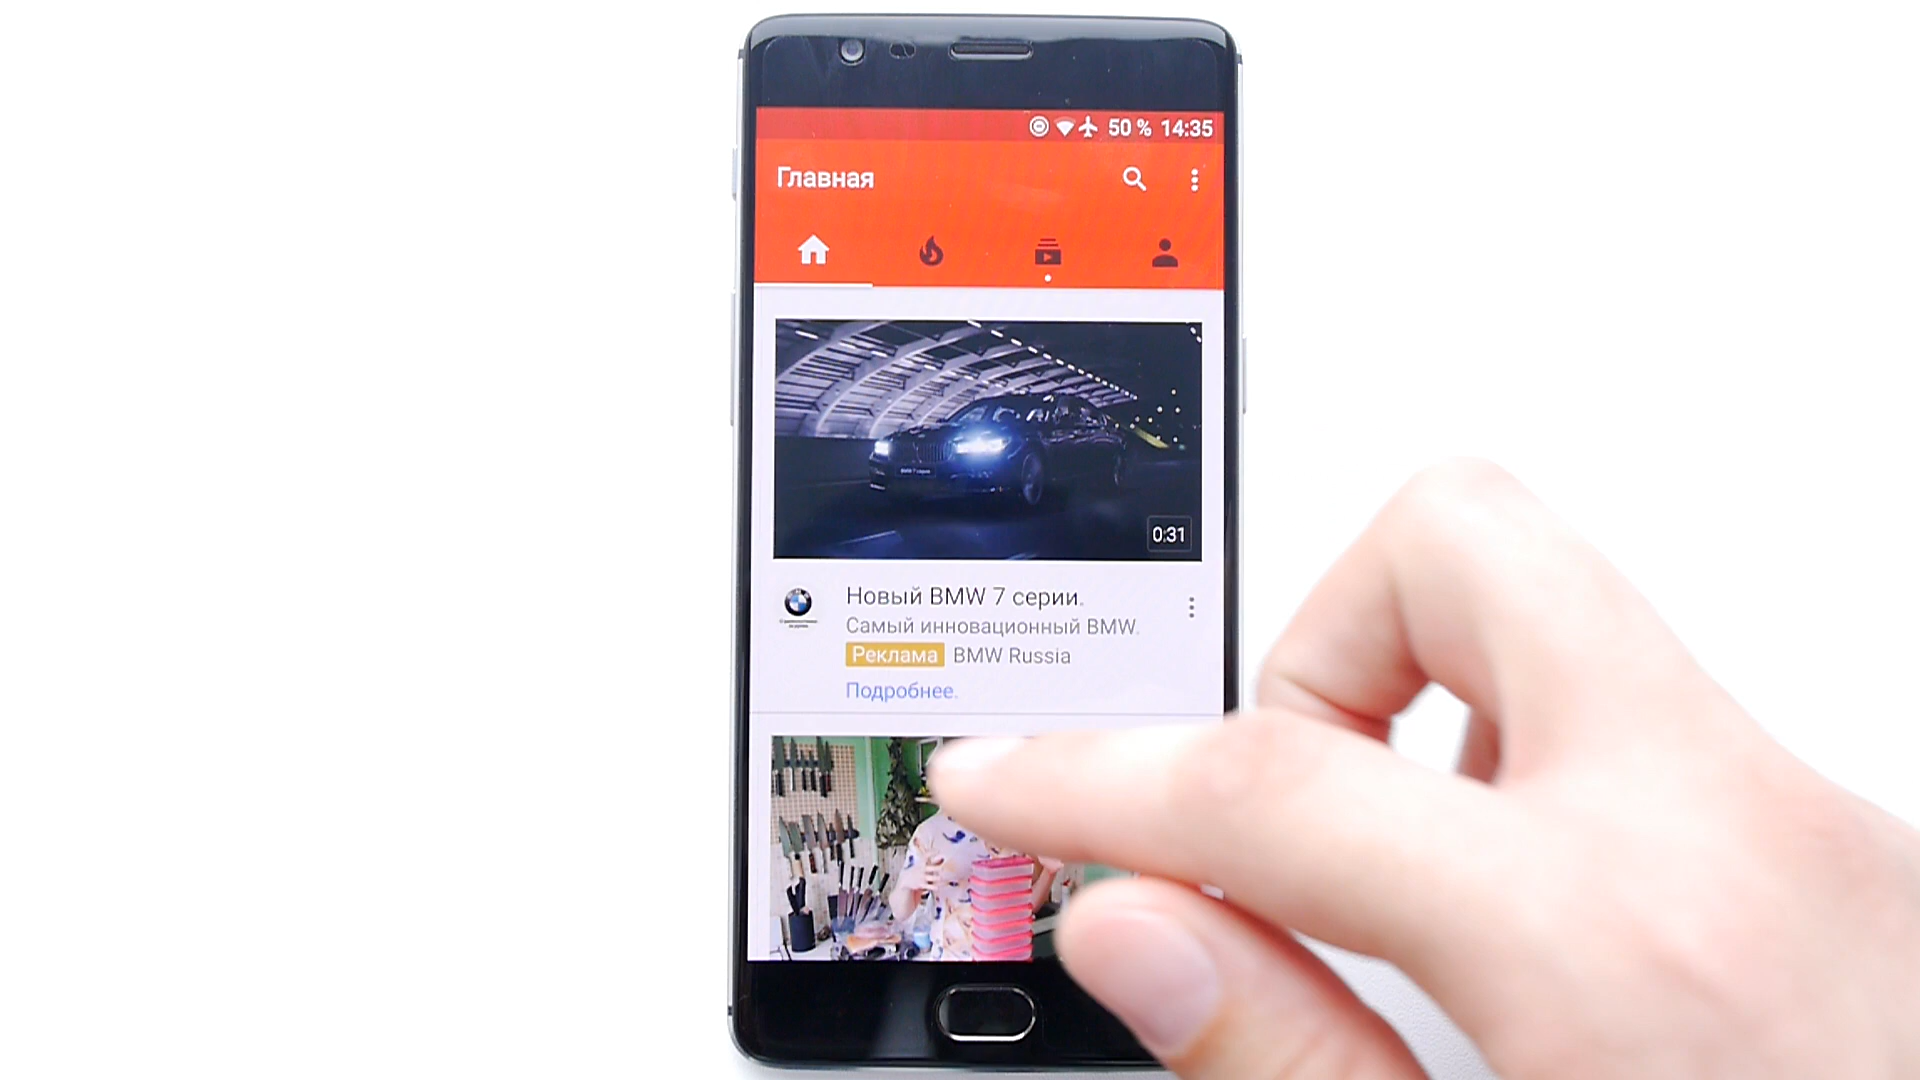 50 % 14:35
Главная
0:31
Новый BMW 7 серии.
Самый инновационный BMW.
Реклама BMW Russia
Подробнее.